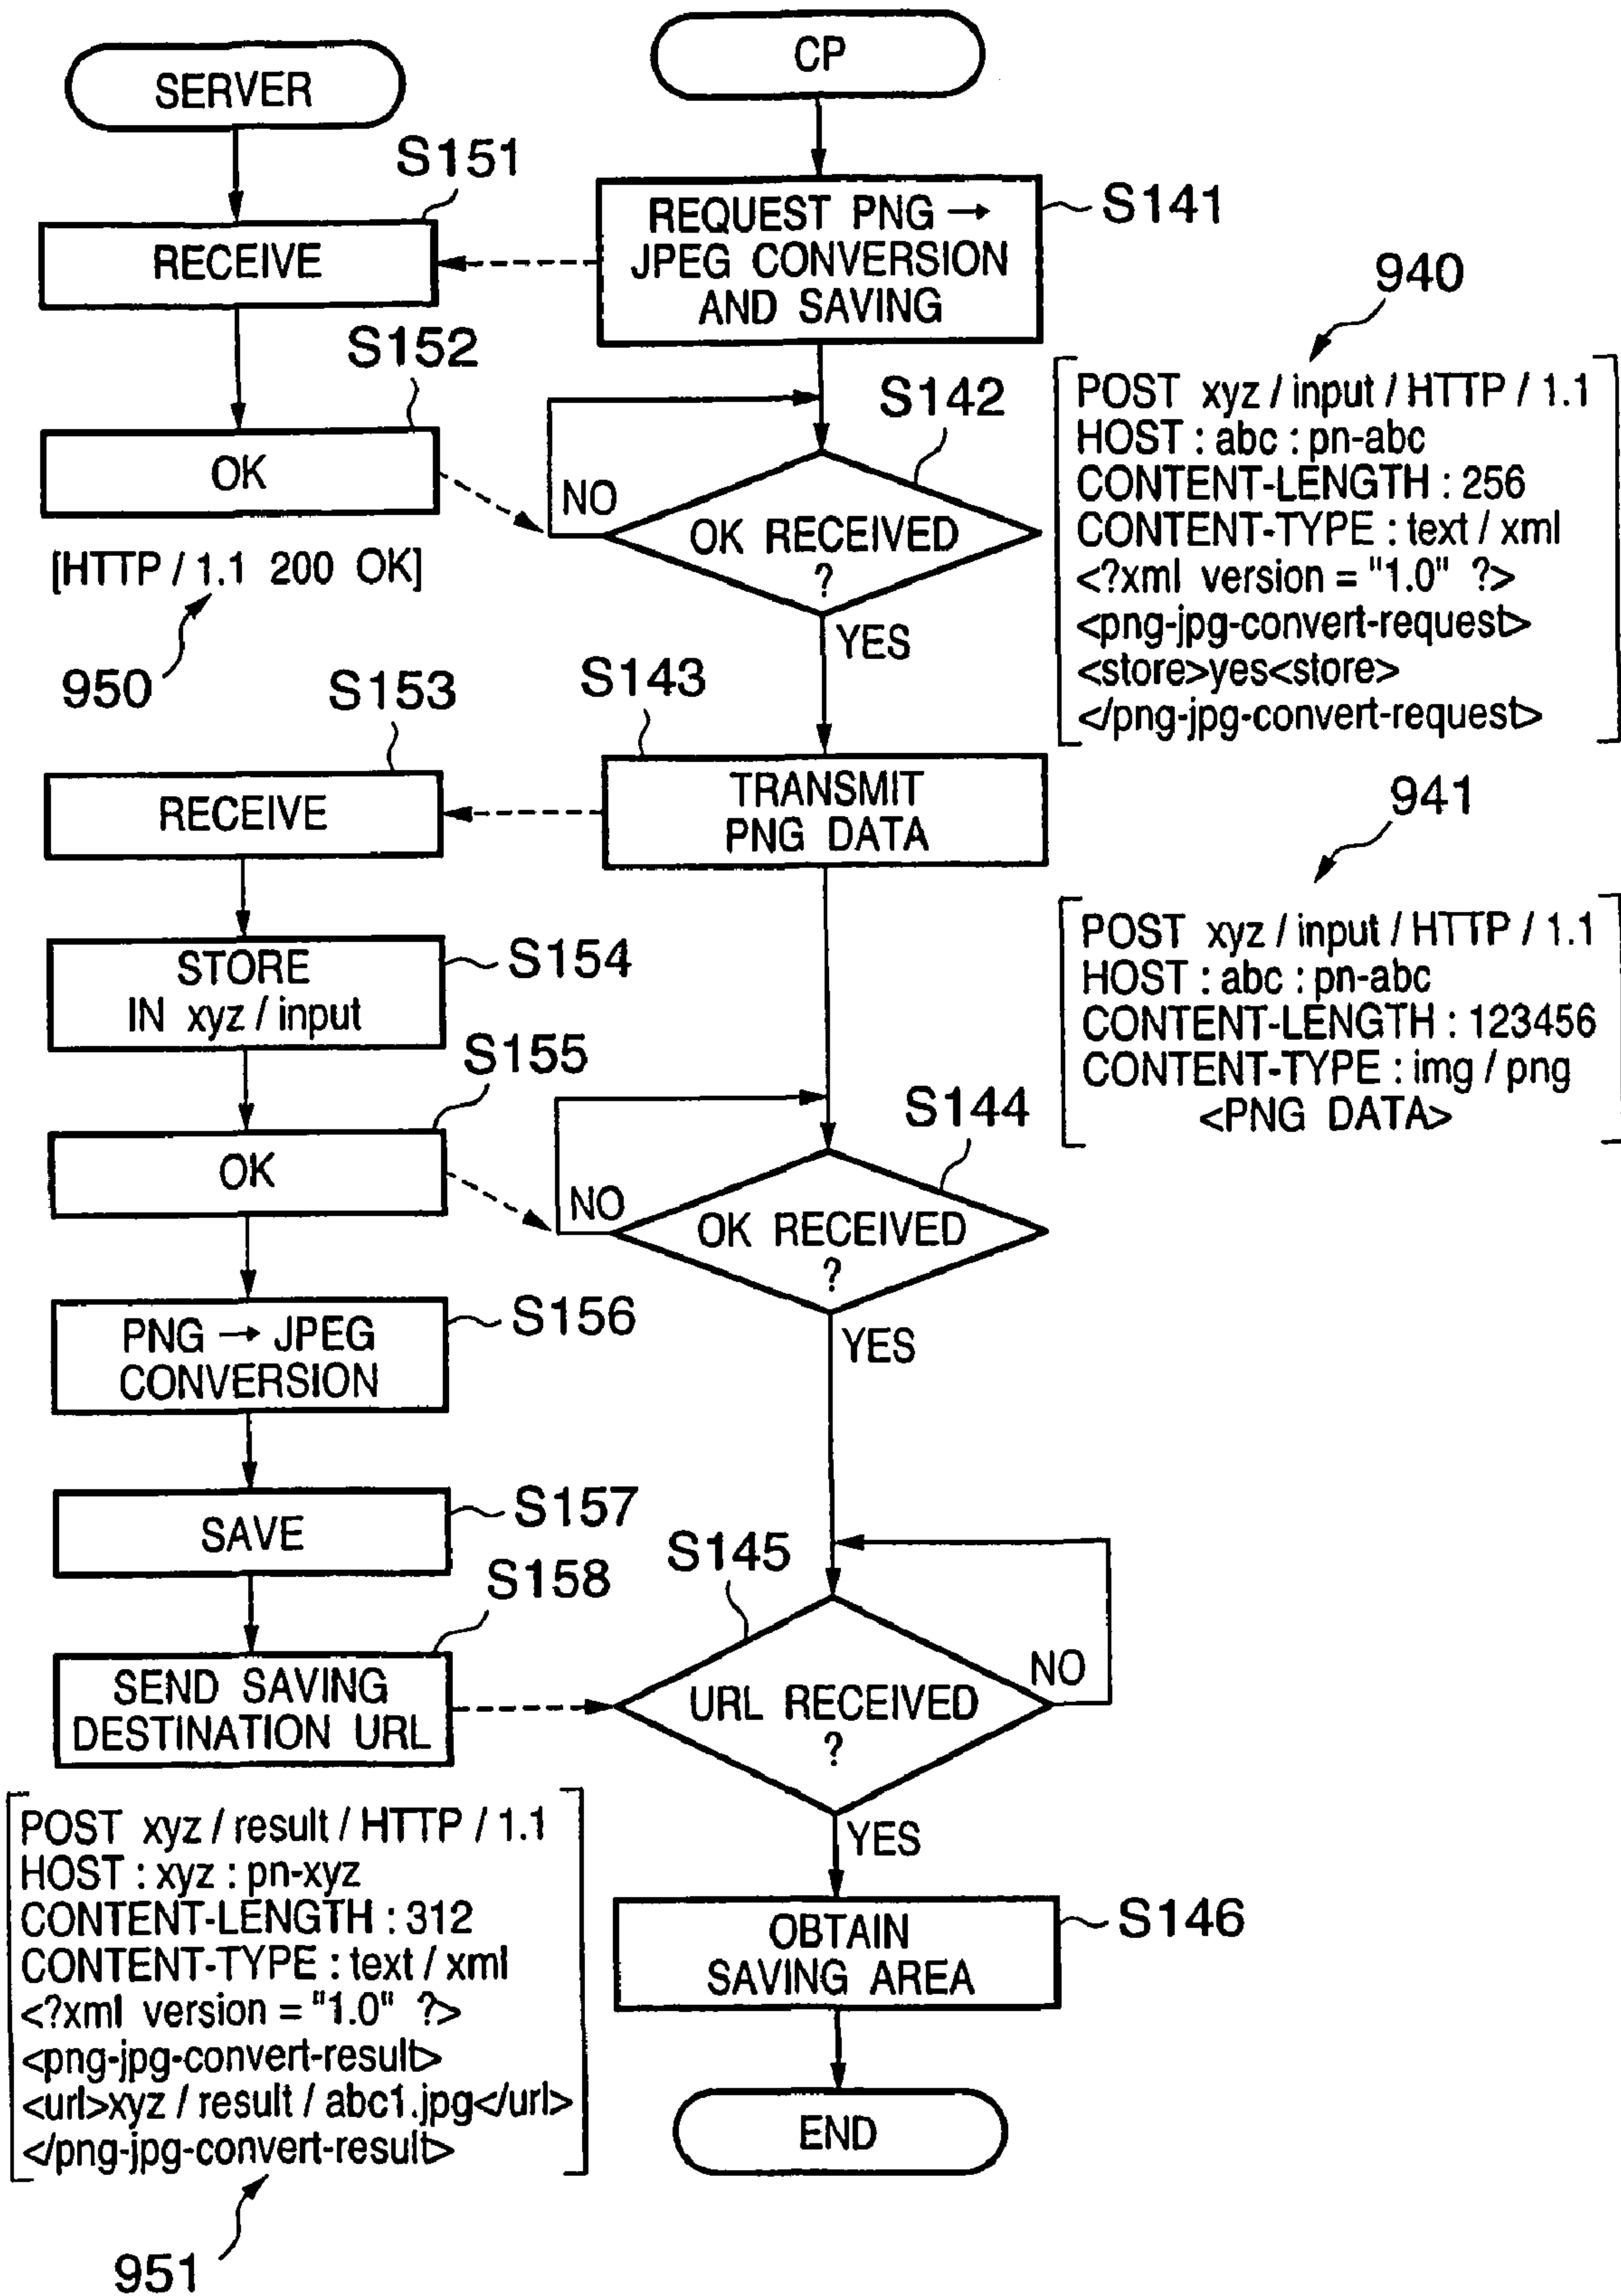 CP
SERVER
S151
REQUEST PNG →
JPEG CONVERSION
AND SAVING
S141
RECEIVE
940
S152
S142
OK
[HTTP / 1.1 200 OK]
950
NO
OK RECEIVED
?
YES
POST xyz / input / HTTP / 1.1
HOST : abc : pn-abc
CONTENT-LENGTH : 256
CONTENT-TYPE : text / xml
<?xml version = "1.0" ?>
<png-jpg-convert-request>
<store>yes<store>
</png-jpg-convert-request>
S153
S143
RECEIVE
TRANSMIT
PNG DATA
941
POST xyz / input / HTTP / 1.1
HOST : abc : pn-abc
CONTENT-LENGTH : 123456
CONTENT-TYPE : img / png
<PNG DATA>
STORE
IN xyz / input
S154
S155
OK
S144
NO
OK RECEIVED
?
YES
PNG → JPEG
CONVERSION
S156
SAVE
S157
S158
S145
SEND SAVING
DESTINATION URL
URL RECEIVED
?
NO
YES
POST xyz / result / HTTP / 1.1
HOST : xyz : pn-xyz
CONTENT-LENGTH : 312
CONTENT-TYPE : text / xml
<?xml version = "1.0" ?>
<png-jpg-convert-result>
<url>xyz / result / abc1.jpg</url>
</png-jpg-convert-result>
951
OBTAIN
SAVING AREA
S146
END